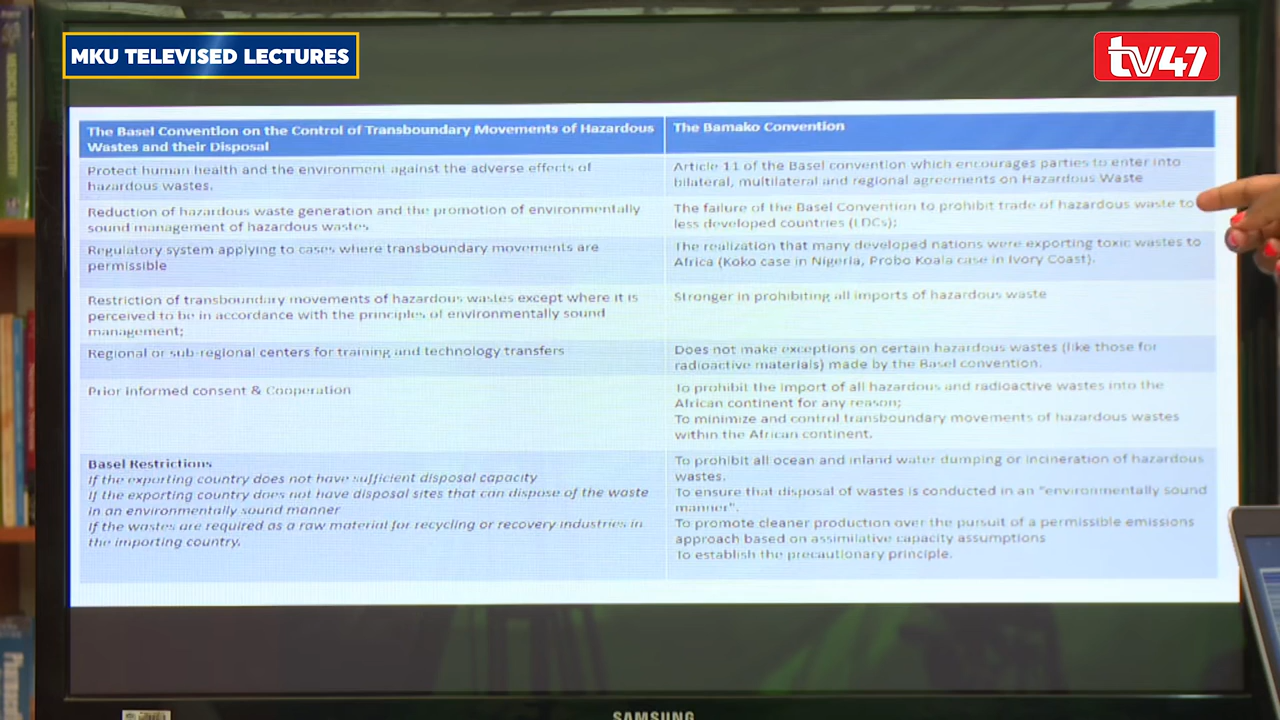 MKU TELEVISED LECTURES
tv47
The Basel Convention on the Control of Transboundary Movements of Hazardous
Wastes and their Disposal
The Bamako Convention
Protect human health and the environment against the adverse effects of
hazardous wastes.
Article 11 of the Basel convention which encourages parties to enter into
bilateral, multilateral and regional agreements on Hazardous Waste
Reduction of hazardous waste generation and the promotion of environmentally
sound management of hazardous wastes
The failure of the Basel Convention to prohibit trade of hazardous waste to
less developed countries (LDCs);
Regulatory system applying to cases where transboundary movements are
permissible
The realization that many developed nations were exporting toxic wastes to
Africa (Koko case in Nigeria, Probo Koala case in Ivory Coast).
Restriction of transboundary movements of hazardous wastes except where it is
perceived to be in accordance with the principles of environmentally sound
management;
Stronger in prohibiting all imports of hazardous waste
Regional or sub-regional centers for training and technology transfers
Does not make exceptions on certain hazardous wastes (like those for
radioactive materials) made by the Basel convention.
Prior informed consent & Cooperation
To prohibit the import of all hazardous and radioactive wastes into the
African continent for any reason;
To minimize and control transboundary movements of hazardous wastes
within the African continent.
Basel Restrictions
If the exporting country does not have sufficient disposal capacity
If the exporting country does not have disposal sites that can dispose of the waste
in an environmentally sound manner
If the wastes are required as a raw material for recycling or recovery industries in
the importing country.
To prohibit all ocean and inland water dumping or incineration of hazardous
wastes.
To ensure that disposal of wastes is conducted in an "environmentally sound
manner".
To promote cleaner production over the pursuit of a permissible emissions
approach based on assimilative capacity assumptions
To establish the precautionary principle.
SAMSUNG